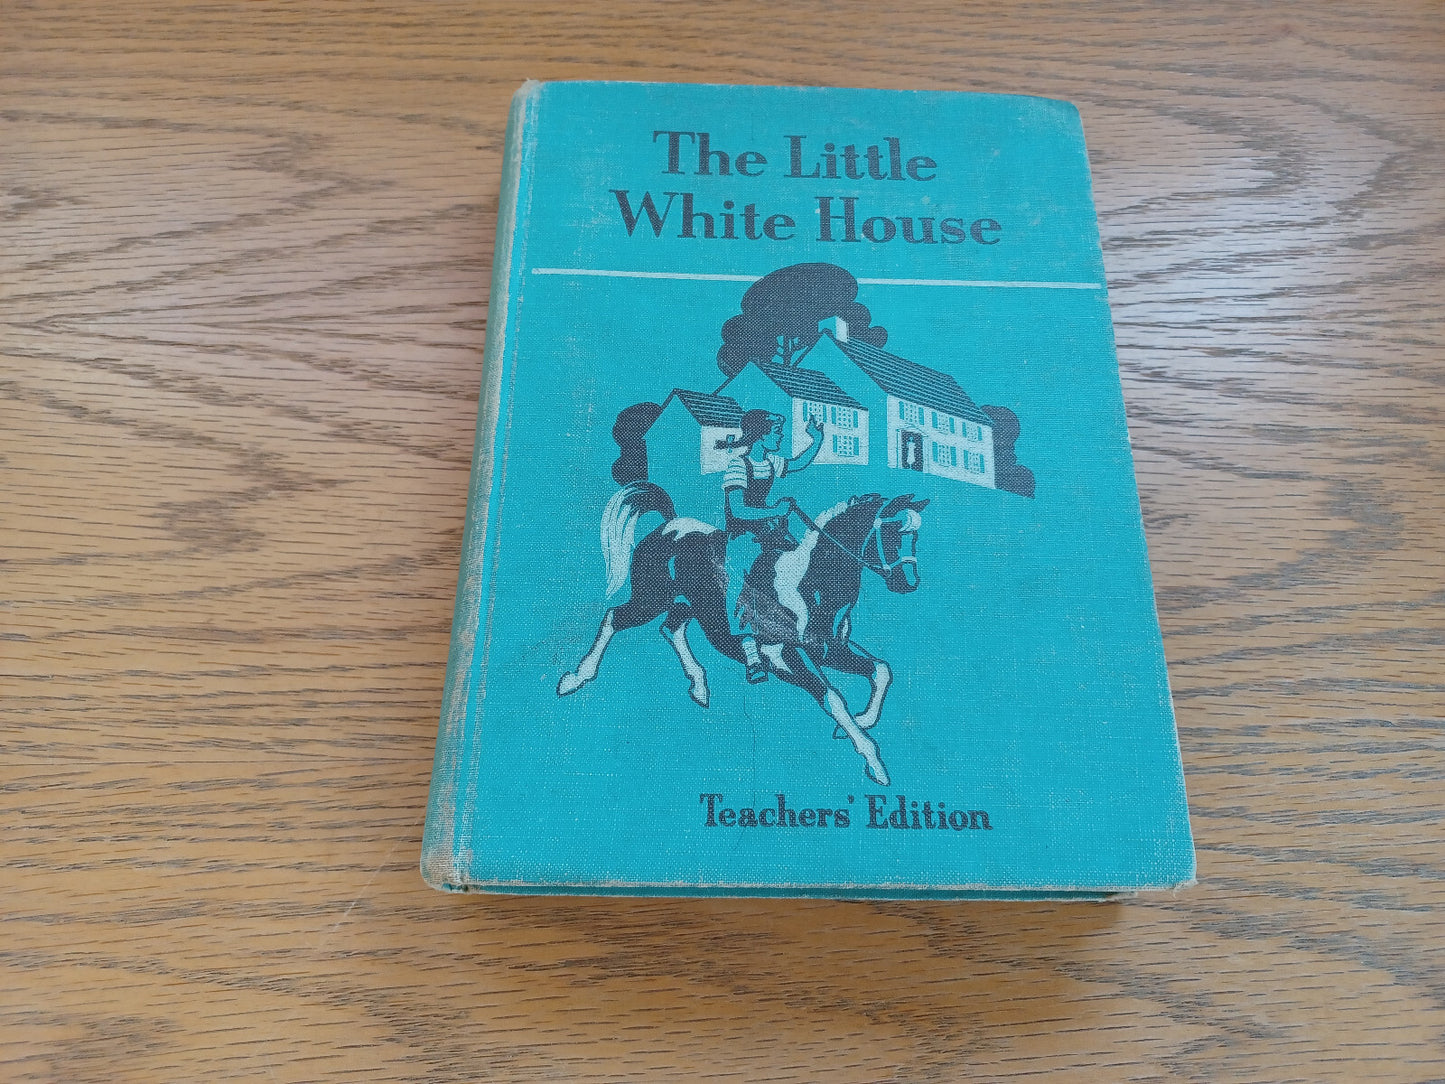 The Little
White House
Teachers' Edition